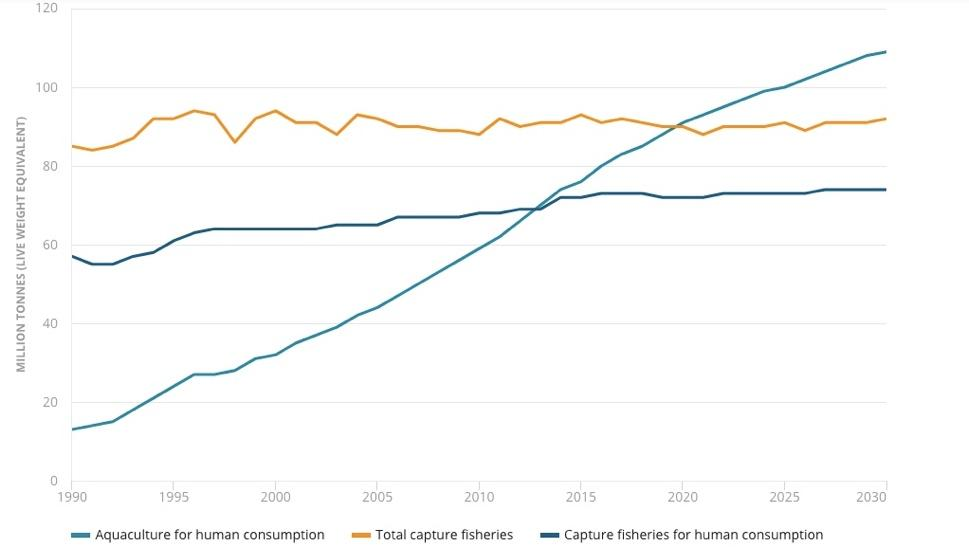 120
100
80
60
40
20
0
MILLION TONNES (LIVE WEIGHT EQUIVALENT)
1990 1995 2000 2005 2010 2015 2020 2025 2030
Aquaculture for human consumption Total capture fisheries Capture fisheries for human consumption